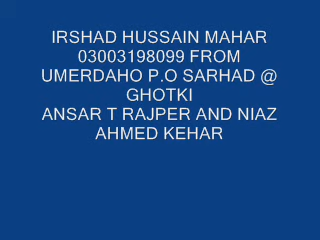 IRSHAD HUSSAIN MAHAR
03003198099 FROM
UMERDAHO P.O SARHAD @
GHOTKI
ANSAR T RAJPER AND NIAZ
AHMED KEHAR